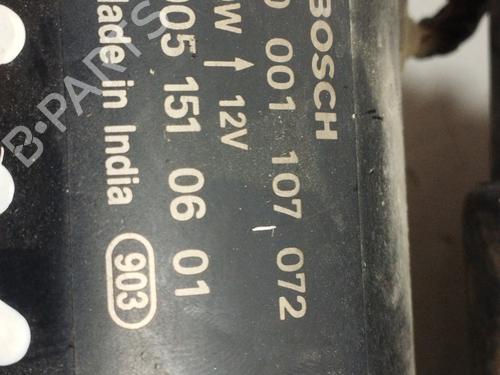 BOSCH
0 001 107 072
W ↑ 12V
005 151 06 01
Made in India
903
B-PARTS